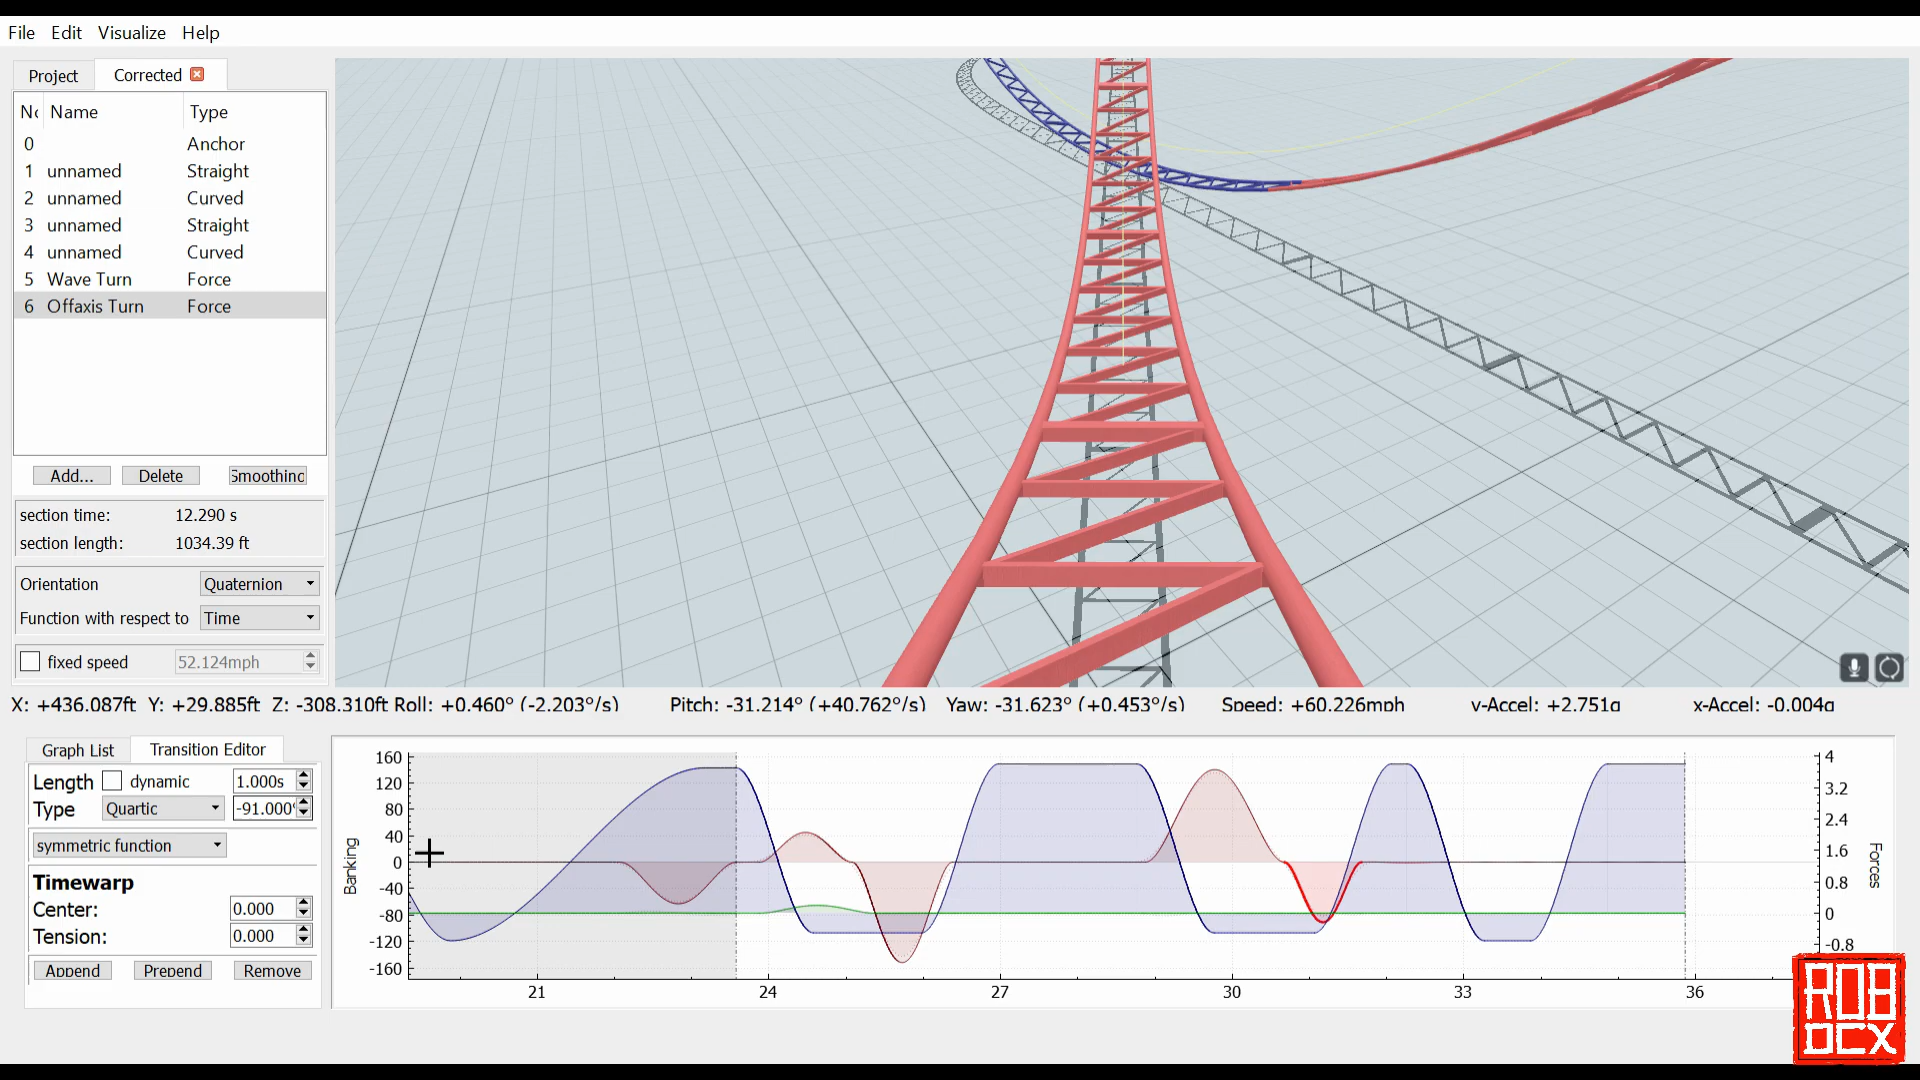 File Edit Visualize Help
Project Corrected
Nc Name Type
0 Anchor
1 unnamed Straight
2 unnamed Curved
3 unnamed Straight
4 unnamed Curved
5 Wave Turn Force
6 Offaxis Turn Force
Add... Delete Smoothing
section time: 12.290 s
section length: 1034.39 ft
Orientation Quaternion
Function with respect to Time
fixed speed 52.124mph
X: +436.087ft Y: +29.885ft Z: -308.310ft Roll: +0.460° (-2.203°/s) Pitch: -31.214° (+40.762°/s) Yaw: -31.623° (+0.453°/s) Speed: +60.226mph y-Accel: +2.751g x-Accel: -0.004g
Graph List Transition Editor
Length dynamic 1.000s
Type Quartic -91.000°
symmetric function
Timewarp
Center: 0.000
Tension: 0.000
Append Prepend Remove
Banking
160
120
80
40
0
-40
-80
-120
-160
21 24 27 30 33 36
4
3.2
2.4
1.6
0.8
0
-0.8
Forces
ROB
DCX